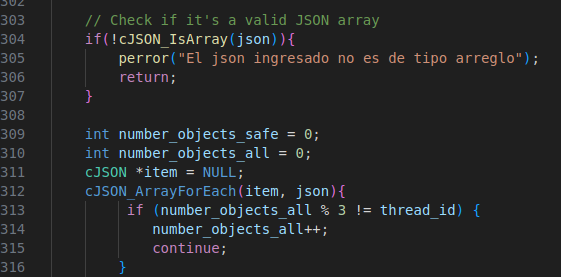 302
303 // Check if it's a valid JSON array
304 if(!cJSON_IsArray(json)){
305 perror("El json ingresado no es de tipo arreglo");
306 return;
307 }
308
309 int number_objects_safe = 0;
310 int number_objects_all = 0;
311 cJSON *item = NULL;
312 cJSON_ArrayForEach(item, json){
313 if (number_objects_all % 3 != thread_id) {
314 number_objects_all++;
315 continue;
316 }